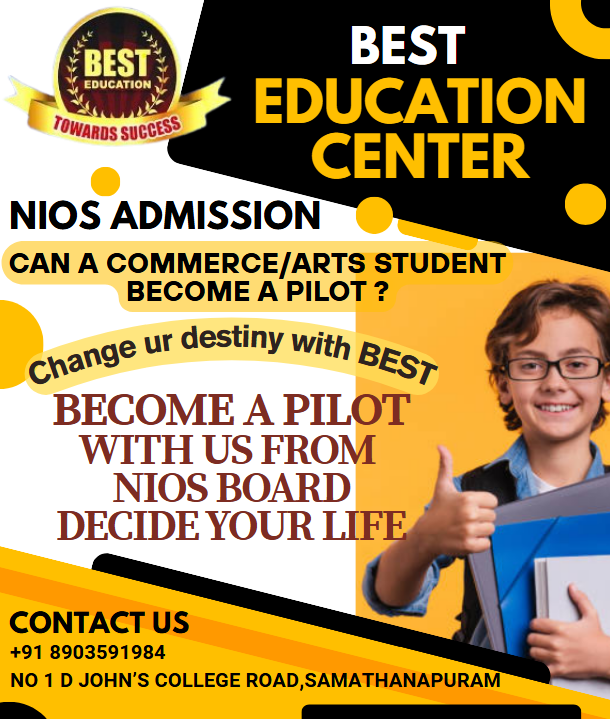 BEST
EDUCATION
TOWARDS SUCCESS
BEST
EDUCATION
CENTER
NIOS ADMISSION
CAN A COMMERCE/ARTS STUDENT
BECOME A PILOT ?
Change ur destiny with BEST
BECOME A PILOT
WITH US FROM
NIOS BOARD
DECIDE YOUR LIFE
CONTACT US
+91 8903591984
NO 1 D JOHN'S COLLEGE ROAD,SAMATHANAPURAM